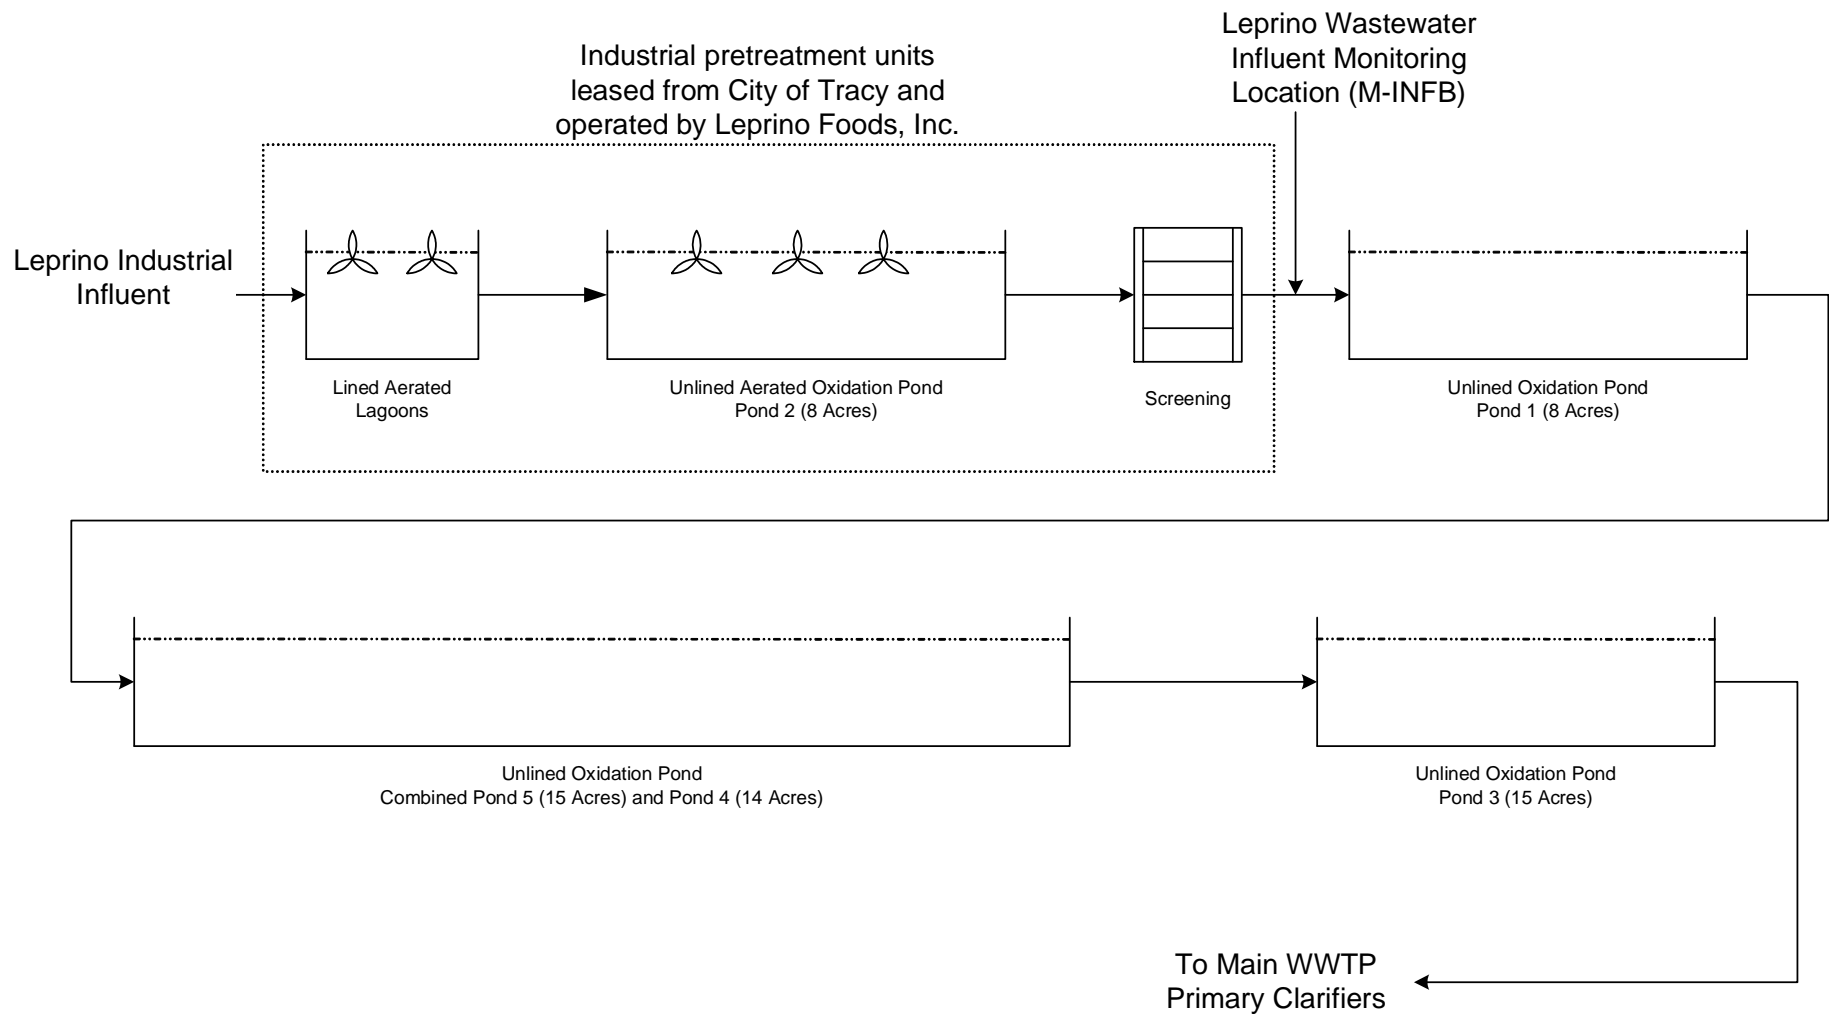 Leprino Wastewater
Influent Monitoring
Location (M-INFB)
Industrial pretreatment units
leased from City of Tracy and
operated by Leprino Foods, Inc.
Leprino Industrial
Influent
Lined Aerated
Lagoons
Unlined Aerated Oxidation Pond
Pond 2 (8 Acres)
Screening
Unlined Oxidation Pond
Pond 1 (8 Acres)
Unlined Oxidation Pond
Combined Pond 5 (15 Acres) and Pond 4 (14 Acres)
Unlined Oxidation Pond
Pond 3 (15 Acres)
To Main WWTP
Primary Clarifiers